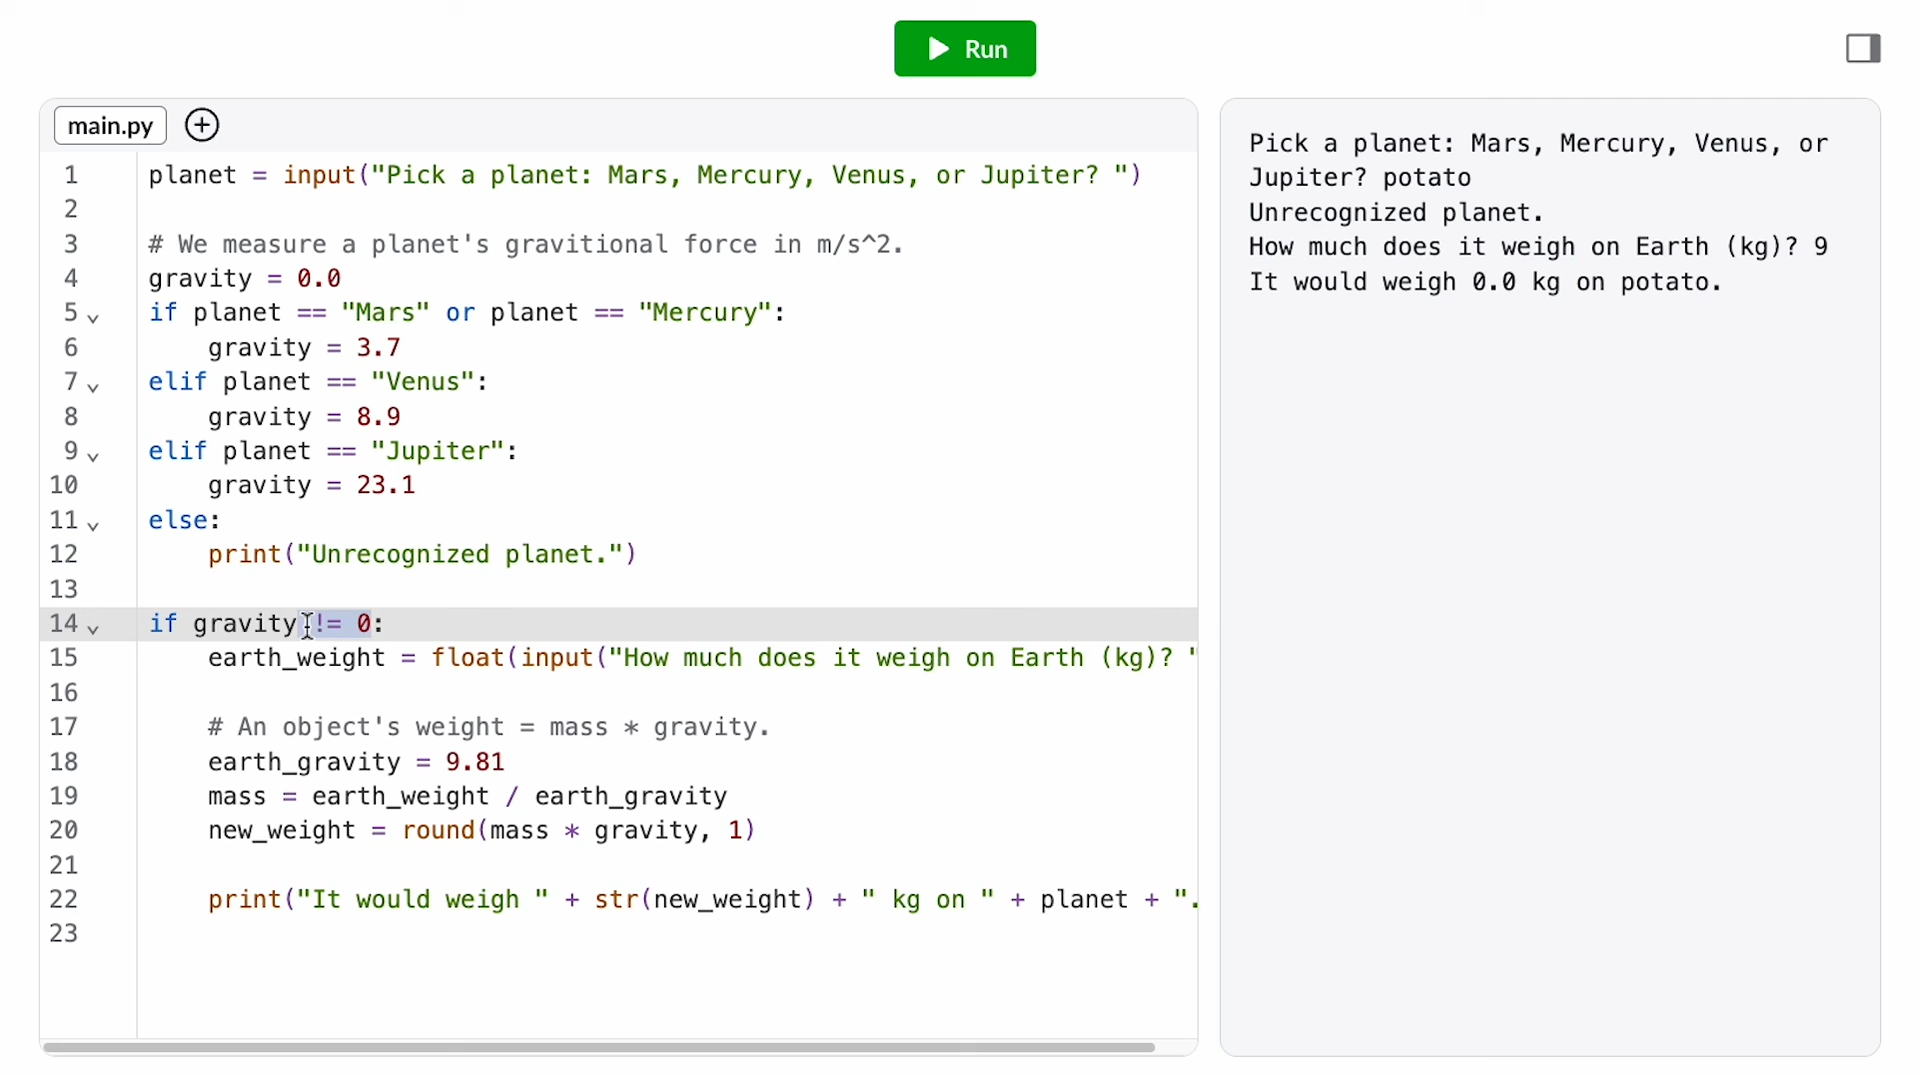 Run
main.py
1 planet = input("Pick a planet: Mars, Mercury, Venus, or Jupiter? ")
2
3 # We measure a planet's gravitional force in m/s^2.
4 gravity = 0.0
5 if planet == "Mars" or planet == "Mercury":
6     gravity = 3.7
7 elif planet == "Venus":
8     gravity = 8.9
9 elif planet == "Jupiter":
10     gravity = 23.1
11 else:
12     print("Unrecognized planet.")
13
14 if gravity != 0:
15     earth_weight = float(input("How much does it weigh on Earth (kg)? "
16
17     # An object's weight = mass * gravity.
18     earth_gravity = 9.81
19     mass = earth_weight / earth_gravity
20     new_weight = round(mass * gravity, 1)
21
22     print("It would weigh " + str(new_weight) + " kg on " + planet + ".
23
Pick a planet: Mars, Mercury, Venus, or
Jupiter? potato
Unrecognized planet.
How much does it weigh on Earth (kg)? 9
It would weigh 0.0 kg on potato.